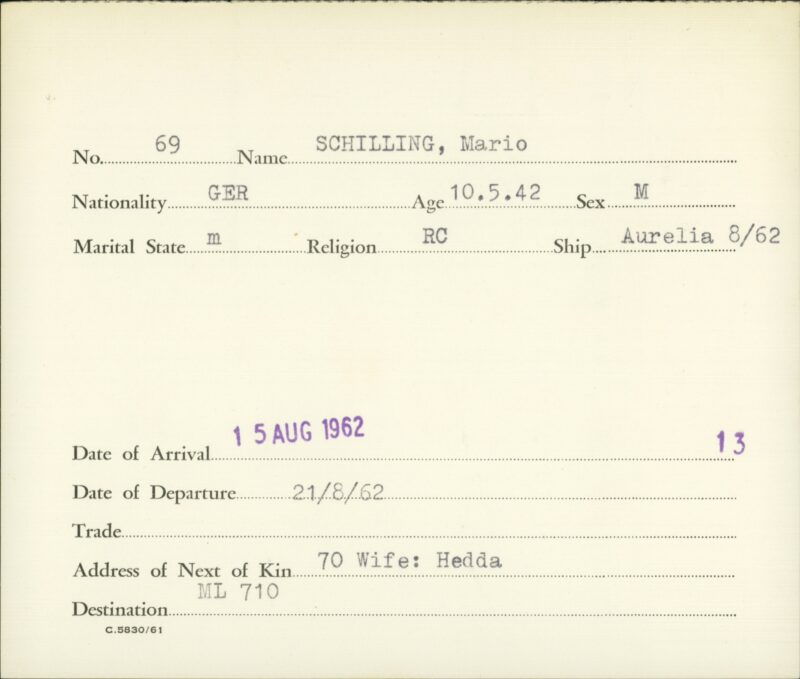 No. 69 Name SCHILLING, Mario
Nationality GER Age 10.5.42 Sex M
Marital State m Religion RC Ship Aurelia 8/62
Date of Arrival 15 AUG 1962 13
Date of Departure 21/8/62
Trade
Address of Next of Kin 70 Wife: Hedda
Destination ML 710
C.5830/61